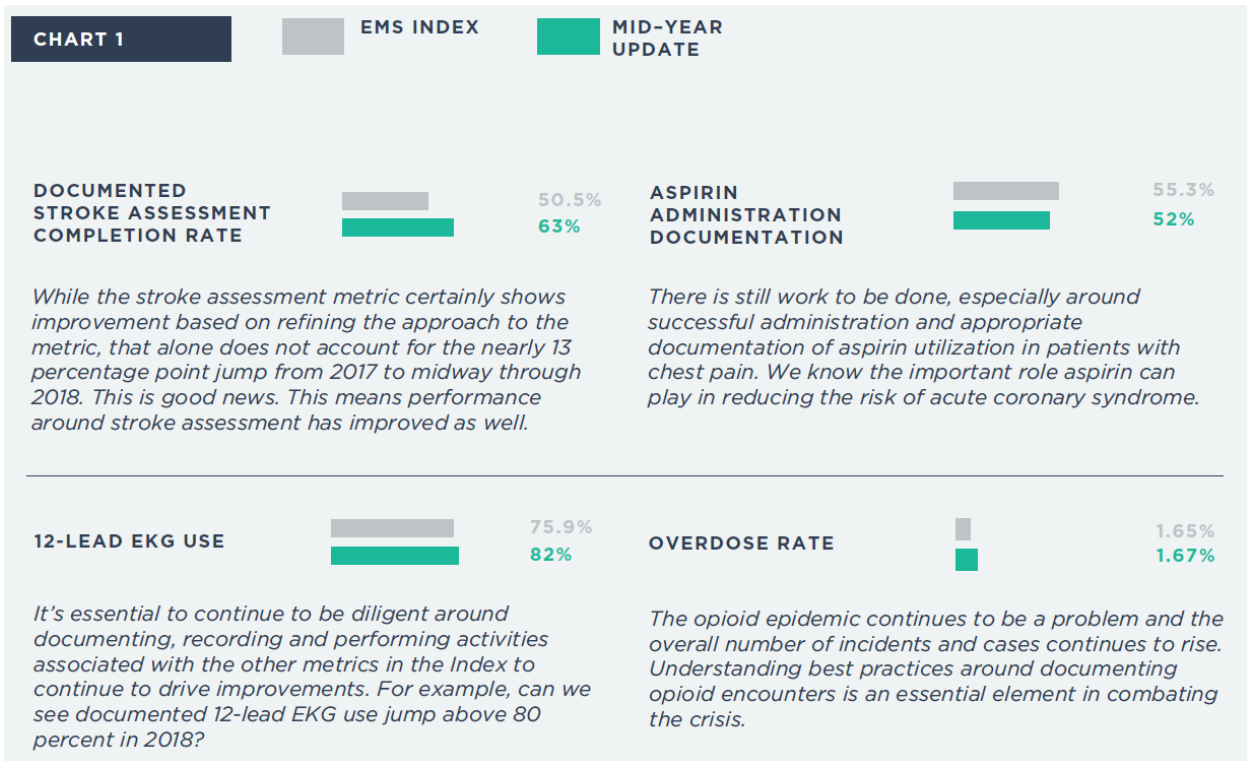 CHART 1
EMS INDEX
MID-YEAR
UPDATE
DOCUMENTED
STROKE ASSESSMENT
COMPLETION RATE
50.5%
63%
While the stroke assessment metric certainly shows
improvement based on refining the approach to the
metric, that alone does not account for the nearly 13
percentage point jump from 2017 to midway through
2018. This is good news. This means performance
around stroke assessment has improved as well.
ASPIRIN
ADMINISTRATION
DOCUMENTATION
55.3%
52%
There is still work to be done, especially around
successful administration and appropriate
documentation of aspirin utilization in patients with
chest pain. We know the important role aspirin can
play in reducing the risk of acute coronary syndrome.
12-LEAD EKG USE
75.9%
82%
It’s essential to continue to be diligent around
documenting, recording and performing activities
associated with the other metrics in the Index to
continue to drive improvements. For example, can we
see documented 12-lead EKG use jump above 80
percent in 2018?
OVERDOSE RATE
1.65%
1.67%
The opioid epidemic continues to be a problem and the
overall number of incidents and cases continues to rise.
Understanding best practices around documenting
opioid encounters is an essential element in combating
the crisis.